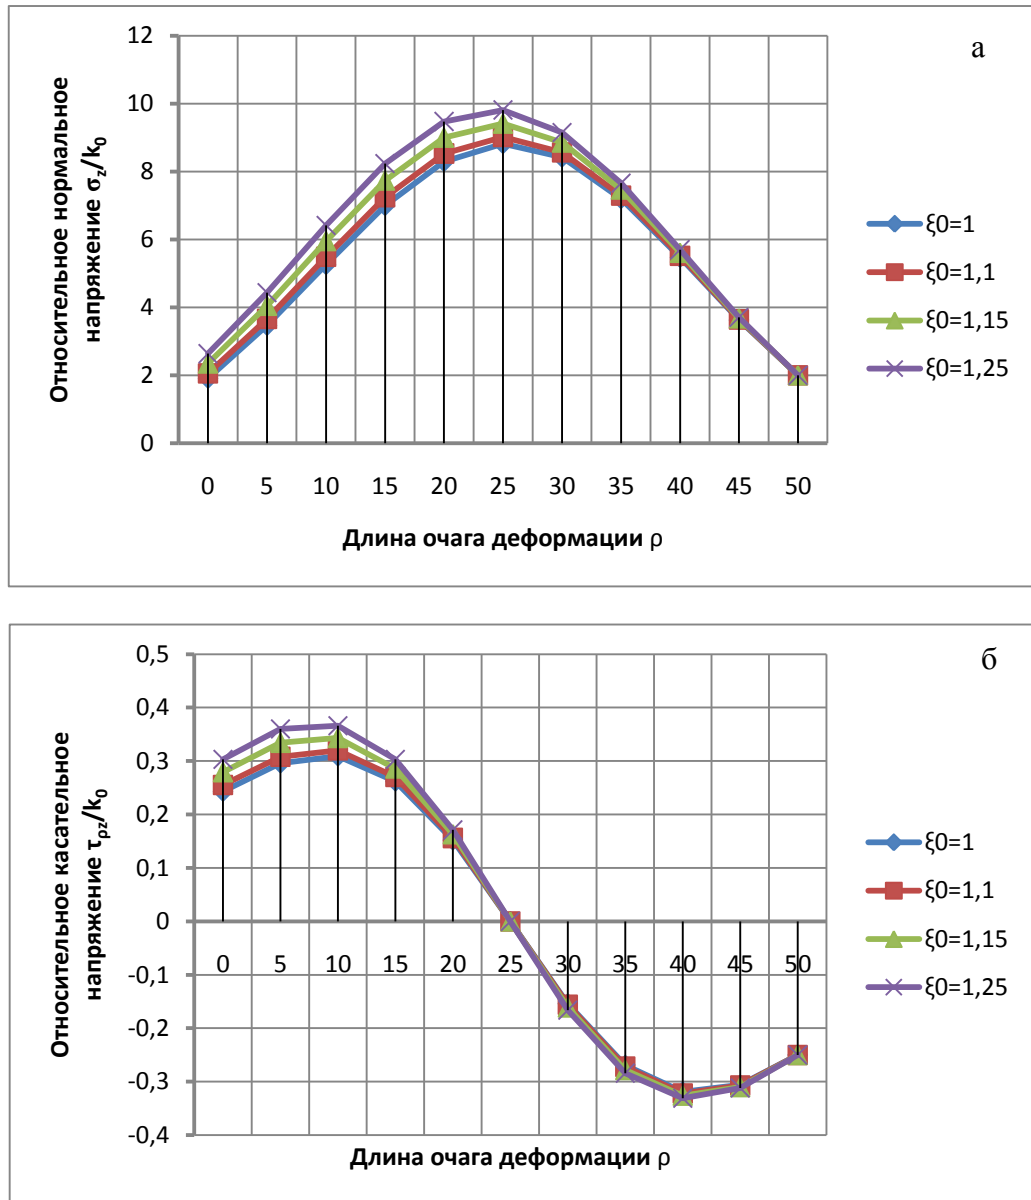 а
Относительное нормальное
напряжение σz/k0
12
10
8
6
4
2
0
0 5 10 15 20 25 30 35 40 45 50
Длина очага деформации ρ
ξ0=1
ξ0=1,1
ξ0=1,15
ξ0=1,25
б
Относительное касательное
напряжение τρz/k0
0,5
0,4
0,3
0,2
0,1
0
-0,1
-0,2
-0,3
-0,4
0 5 10 15 20 25 30 35 40 45 50
Длина очага деформации ρ
ξ0=1
ξ0=1,1
ξ0=1,15
ξ0=1,25